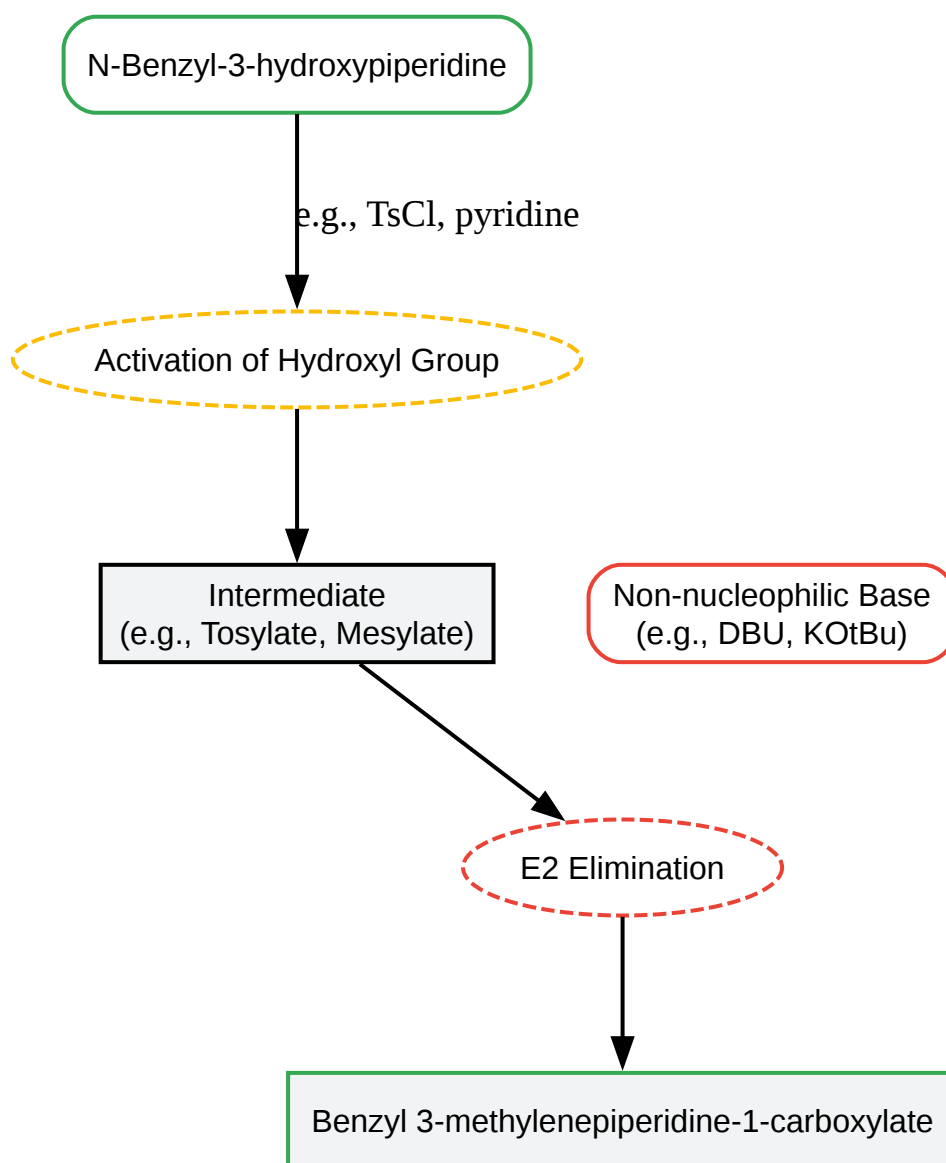 N-Benzyl-3-hydroxypiperidine
e.g., TsCl, pyridine
Activation of Hydroxyl Group
Intermediate
(e.g., Tosylate, Mesylate)
Non-nucleophilic Base
(e.g., DBU, KOtBu)
E2 Elimination
Benzyl 3-methylenepiperidine-1-carboxylate